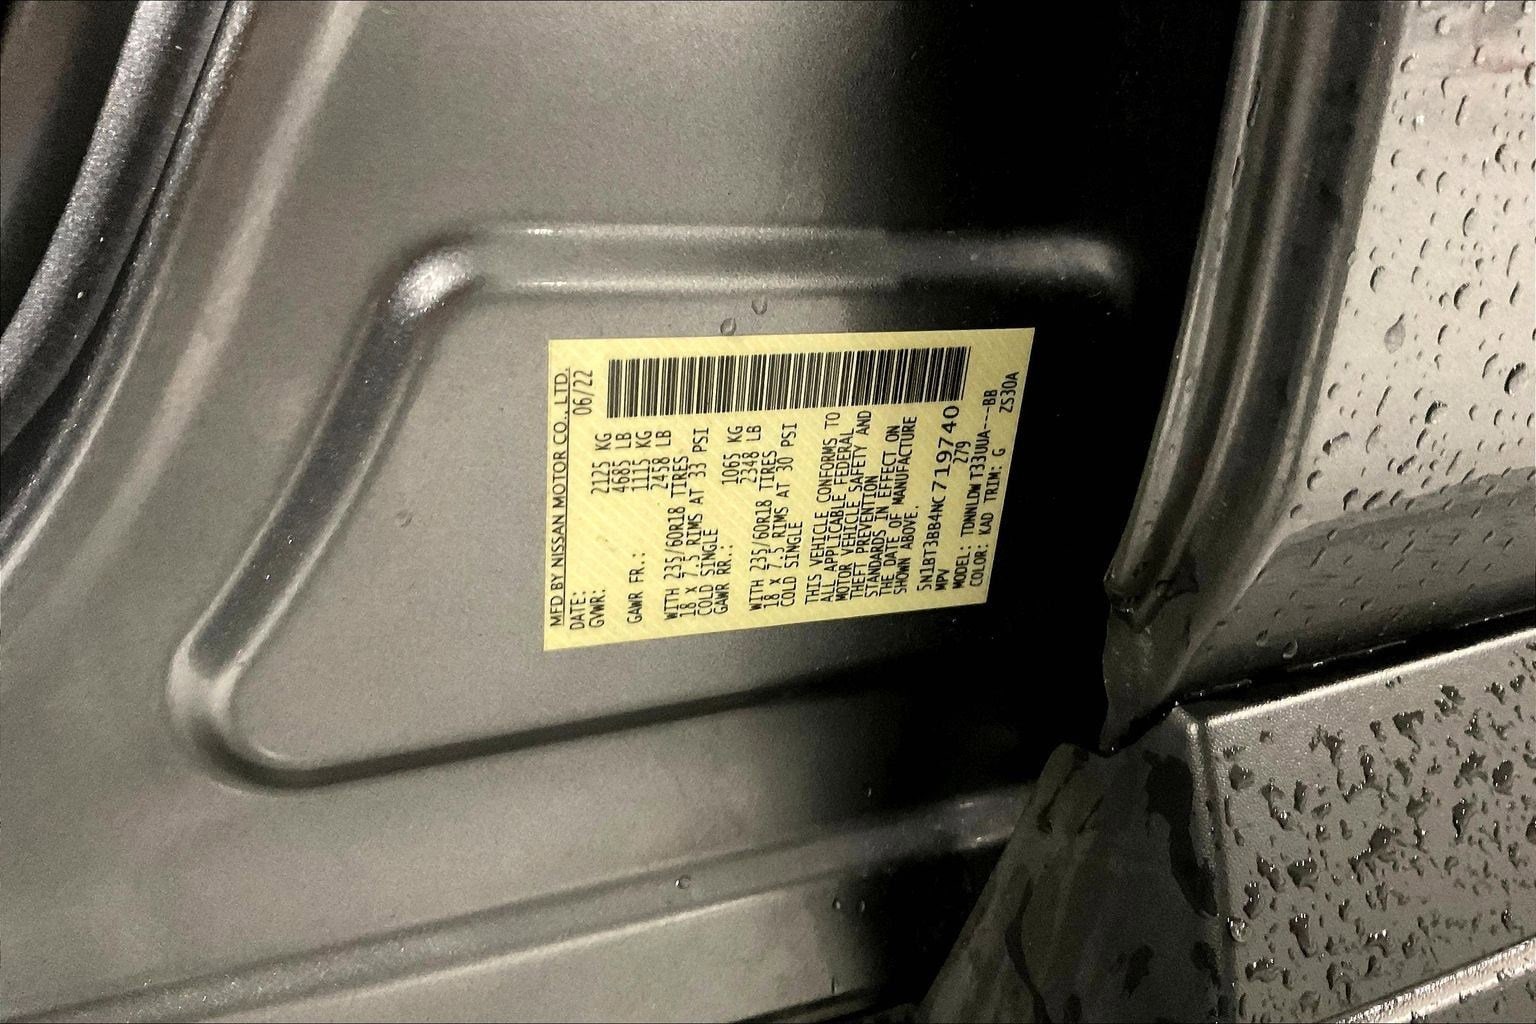 MFD BY NISSAN MOTOR CO., LTD.
DATE: 06/22
GVWR: 2125 KG
4685 LB
GAWR FR.: 1115 KG
2458 LB
WITH 235/60R18 TIRES
18 X 7.5 RIMS AT 33 PSI
COLD SINGLE
GAWR RR.: 1065 KG
2348 LB
WITH 235/60R18 TIRES
18 X 7.5 RIMS AT 30 PSI
COLD SINGLE
THIS VEHICLE CONFORMS TO
ALL APPLICABLE FEDERAL
MOTOR VEHICLE SAFETY AND
THEFT PREVENTION
STANDARDS IN EFFECT ON
THE DATE OF MANUFACTURE
SHOWN ABOVE.
5N1BT3BB4NC719740
MPV 279
MODEL: TDNNLDW T33UUA---BB
COLOR: KAD TRIM: G ZS30A